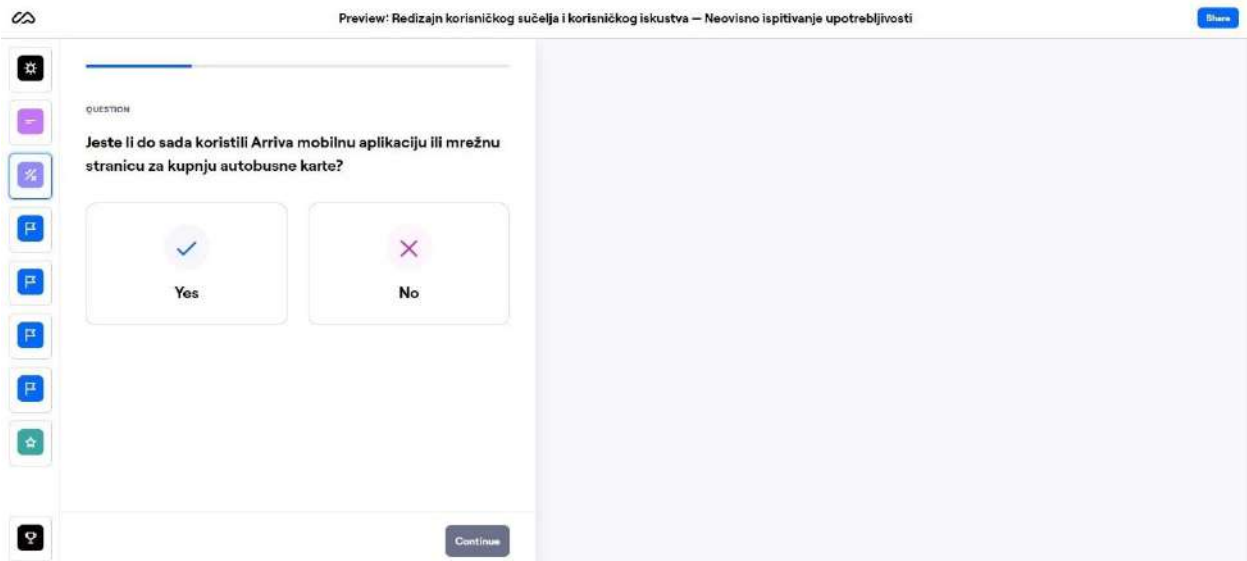 Preview: Redizajn korisničkog sučelja i korisničkog iskustva — Neovisno ispitivanje upotrebljivosti
Share
QUESTION
Jeste li do sada koristili Arriva mobilnu aplikaciju ili mrežnu
stranicu za kupnju autobusne karte?
Yes
No
Continue